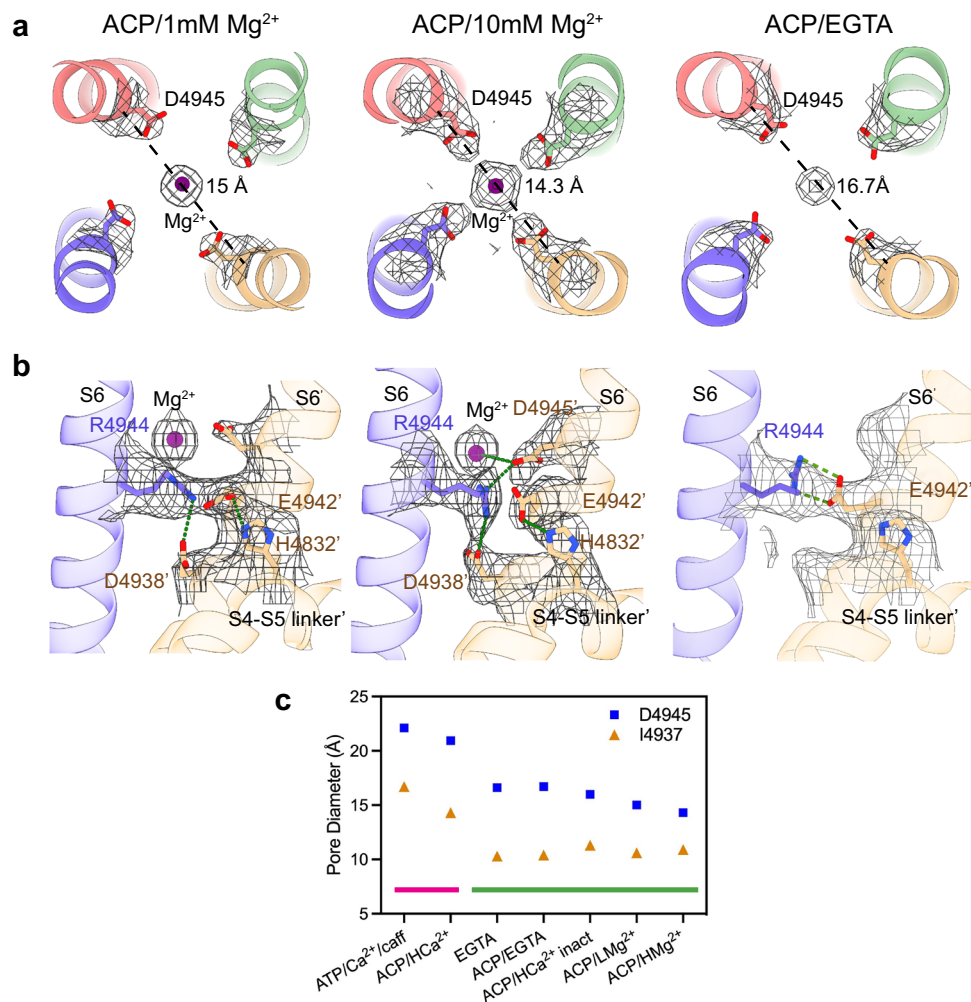 a
ACP/1mM Mg²⁺
ACP/10mM Mg²⁺
ACP/EGTA
D4945
15 Å
Mg²⁺
D4945
14.3 Å
Mg²⁺
D4945
16.7Å
b
S6
Mg²⁺
S6'
R4944
E4942'
H4832'
D4938'
S4-S5 linker'
S6
Mg²⁺
D4945'
S6'
R4944
E4942'
H4832'
D4938'
S4-S5 linker'
S6
S6'
R4944
E4942'
H4832'
S4-S5 linker'
c
Pore Diameter (Å)
25
20
15
10
5
D4945
I4937
ATP/Ca²⁺/caff
ACP/HCa²⁺
EGTA
ACP/EGTA
ACP/HCa²⁺ inact
ACP/LMg²⁺
ACP/HMg²⁺